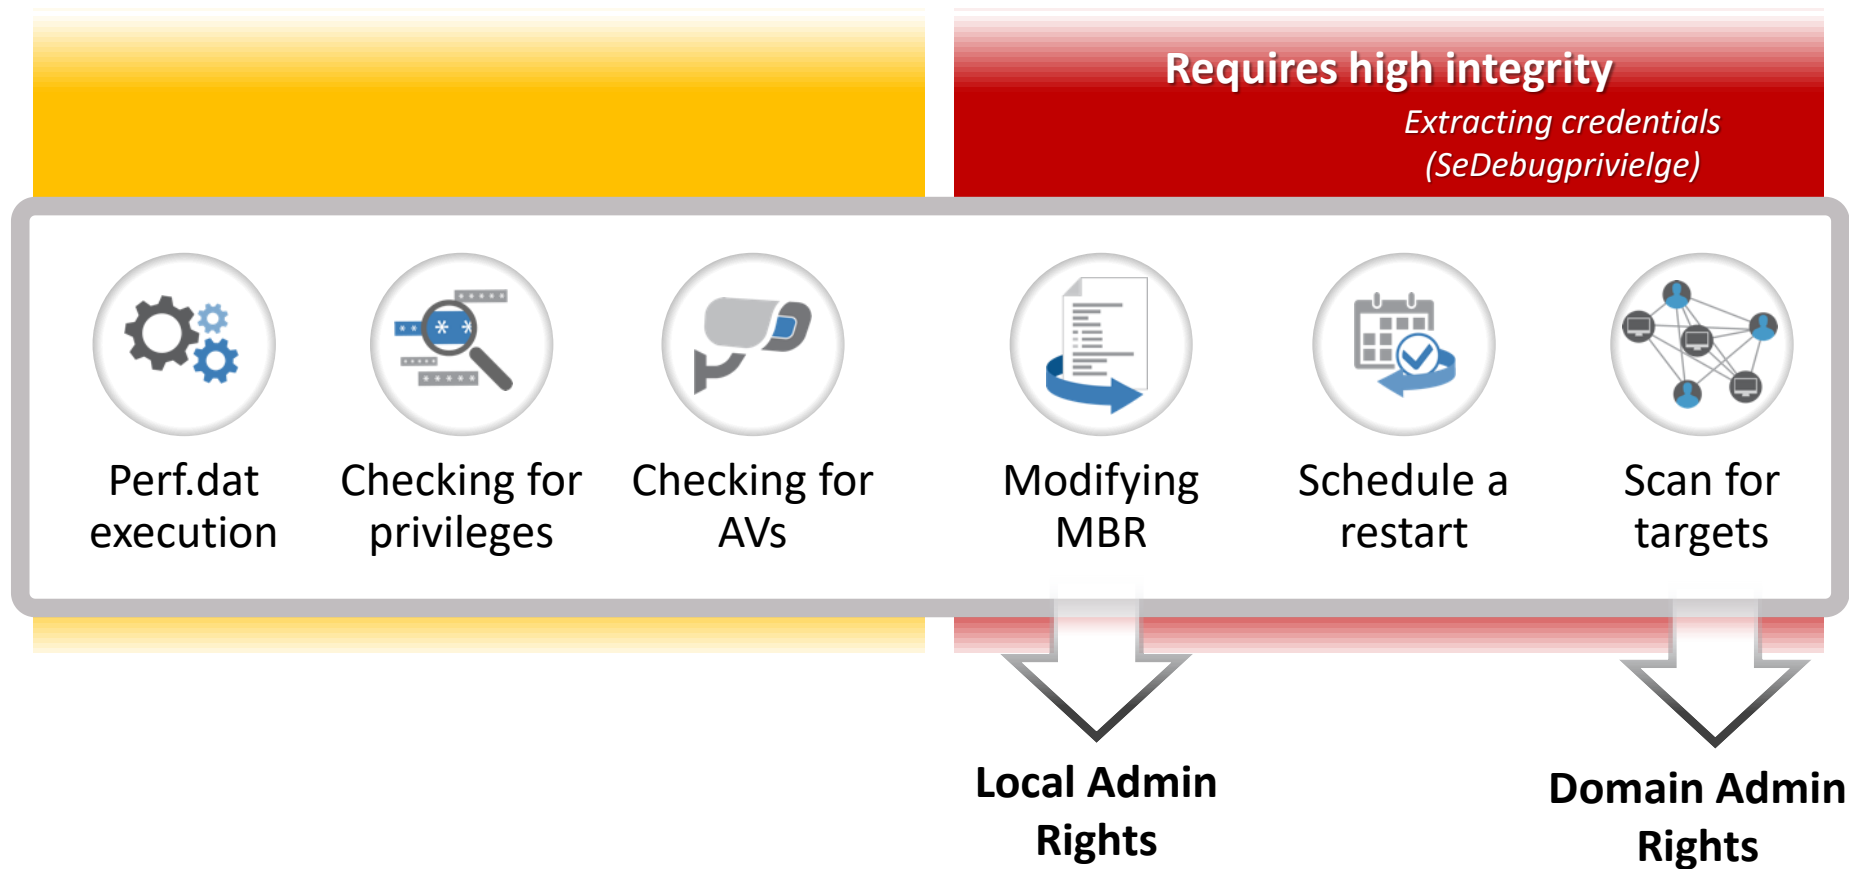 Requires high integrity
Extracting credentials
(SeDebugprivielge)
Perf.dat
execution
Checking for
privileges
Checking for
AVs
Modifying
MBR
Schedule a
restart
Scan for
targets
Local Admin
Rights
Domain Admin
Rights